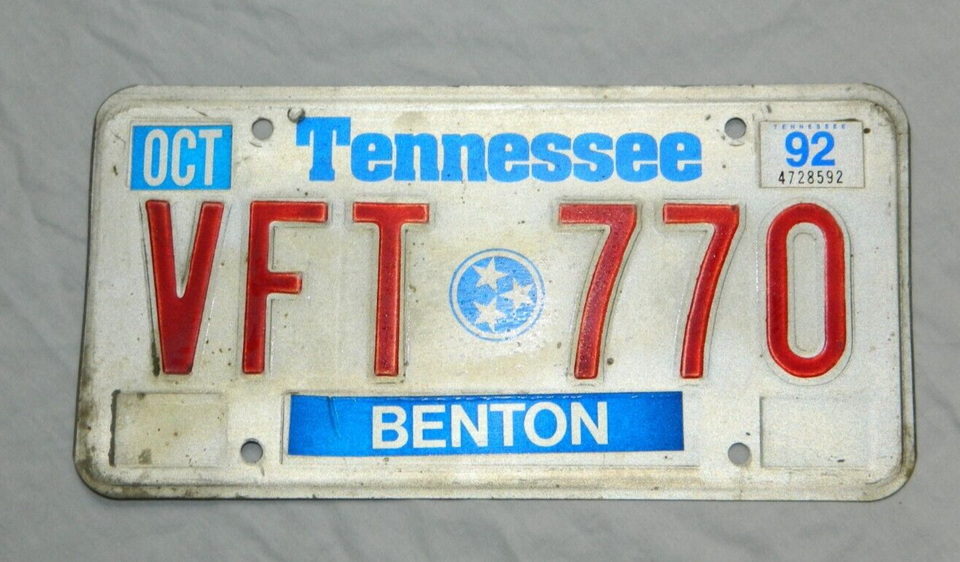 OCT Tennessee TENNESSEE
92
4728592
VFT 770
BENTON